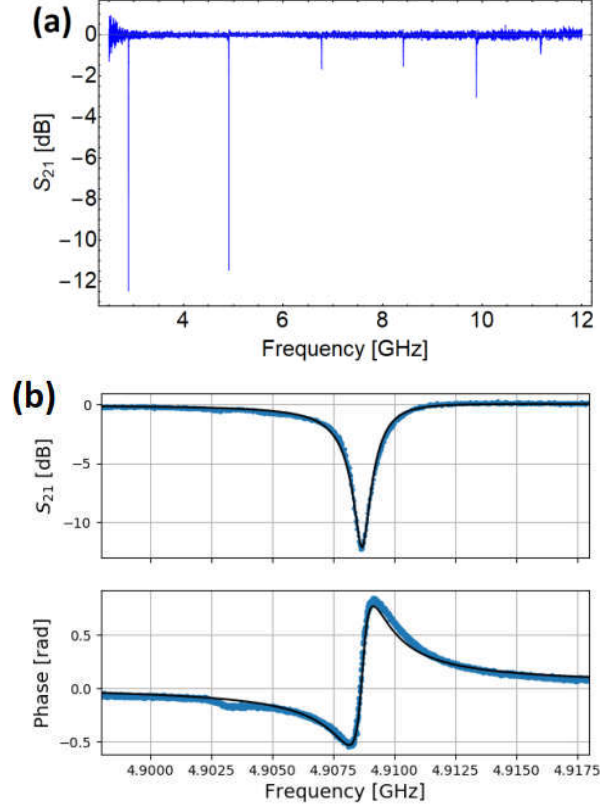 (a)
0
−2
−4
−6
−8
−10
−12
S21 [dB]
4 6 8 10 12
Frequency [GHz]
(b)
0
−5
−10
S21 [dB]
0.5
0.0
−0.5
Phase [rad]
4.9000 4.9025 4.9050 4.9075 4.9100 4.9125 4.9150 4.9175
Frequency [GHz]